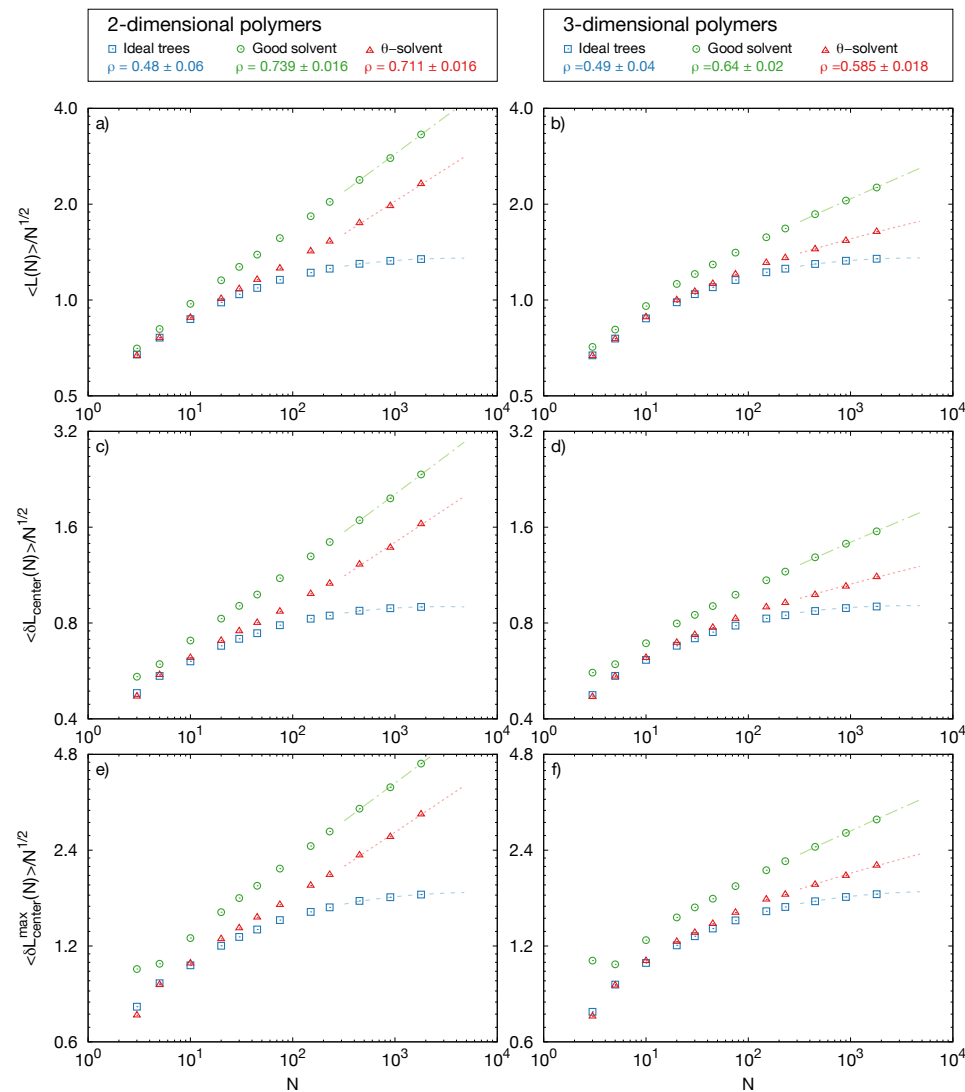 2-dimensional polymers
Ideal trees Good solvent θ−solvent
ρ = 0.48 ± 0.06 ρ = 0.739 ± 0.016 ρ = 0.711 ± 0.016
3-dimensional polymers
Ideal trees Good solvent θ−solvent
ρ =0.49 ± 0.04 ρ =0.64 ± 0.02 ρ =0.585 ± 0.018
a)
<L(N)>/N^1/2
4.0
2.0
1.0
0.5
10^0 10^1 10^2 10^3 10^4
b)
4.0
2.0
1.0
0.5
10^0 10^1 10^2 10^3 10^4
c)
<δL_center(N)>/N^1/2
3.2
1.6
0.8
0.4
10^0 10^1 10^2 10^3 10^4
d)
3.2
1.6
0.8
0.4
10^0 10^1 10^2 10^3 10^4
e)
<δL^max_center(N)>/N^1/2
4.8
2.4
1.2
0.6
10^0 10^1 10^2 10^3 10^4
N
f)
4.8
2.4
1.2
0.6
10^0 10^1 10^2 10^3 10^4
N